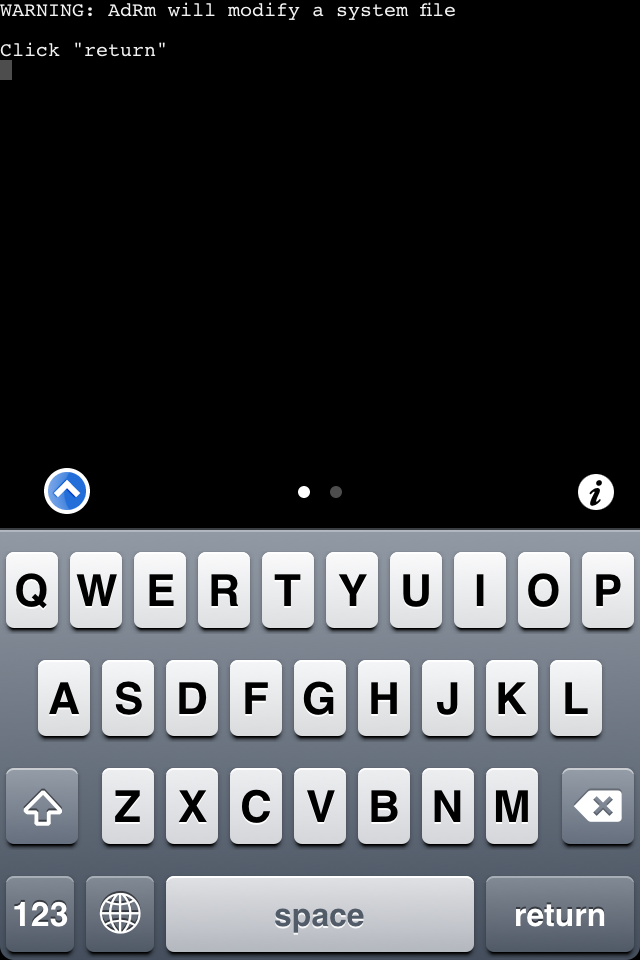 WARNING: AdRm will modify a system file
Click "return"
i
Q W E R T Y U I O P
A S D F G H J K L
Z X C V B N M
123 space return